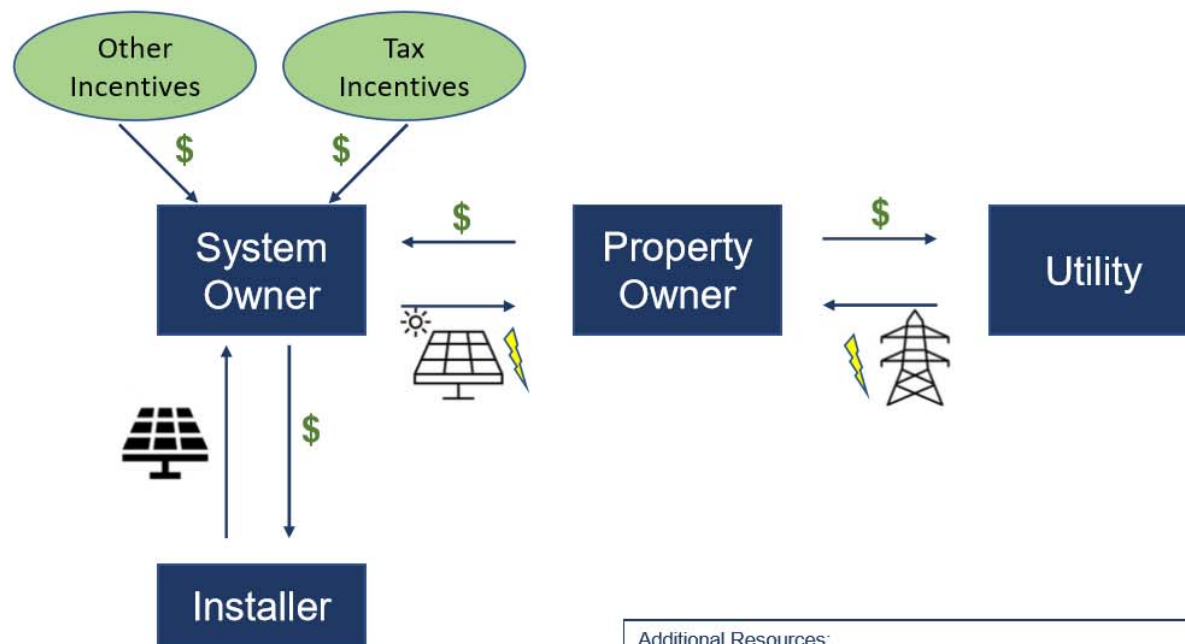 Other
Incentives
Tax
Incentives
$
$
System
Owner
$
Property
Owner
$
Utility
$
Installer
Additional Resources: